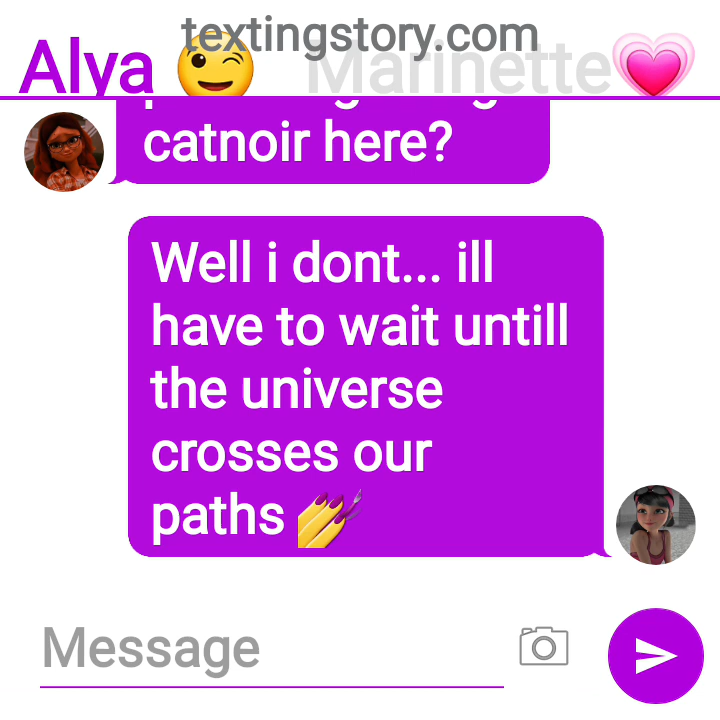 textingstory.com
Alya 😉 Marinette💗
catnoir here?
Well i dont... ill
have to wait untill
the universe
crosses our
paths 💅
Message